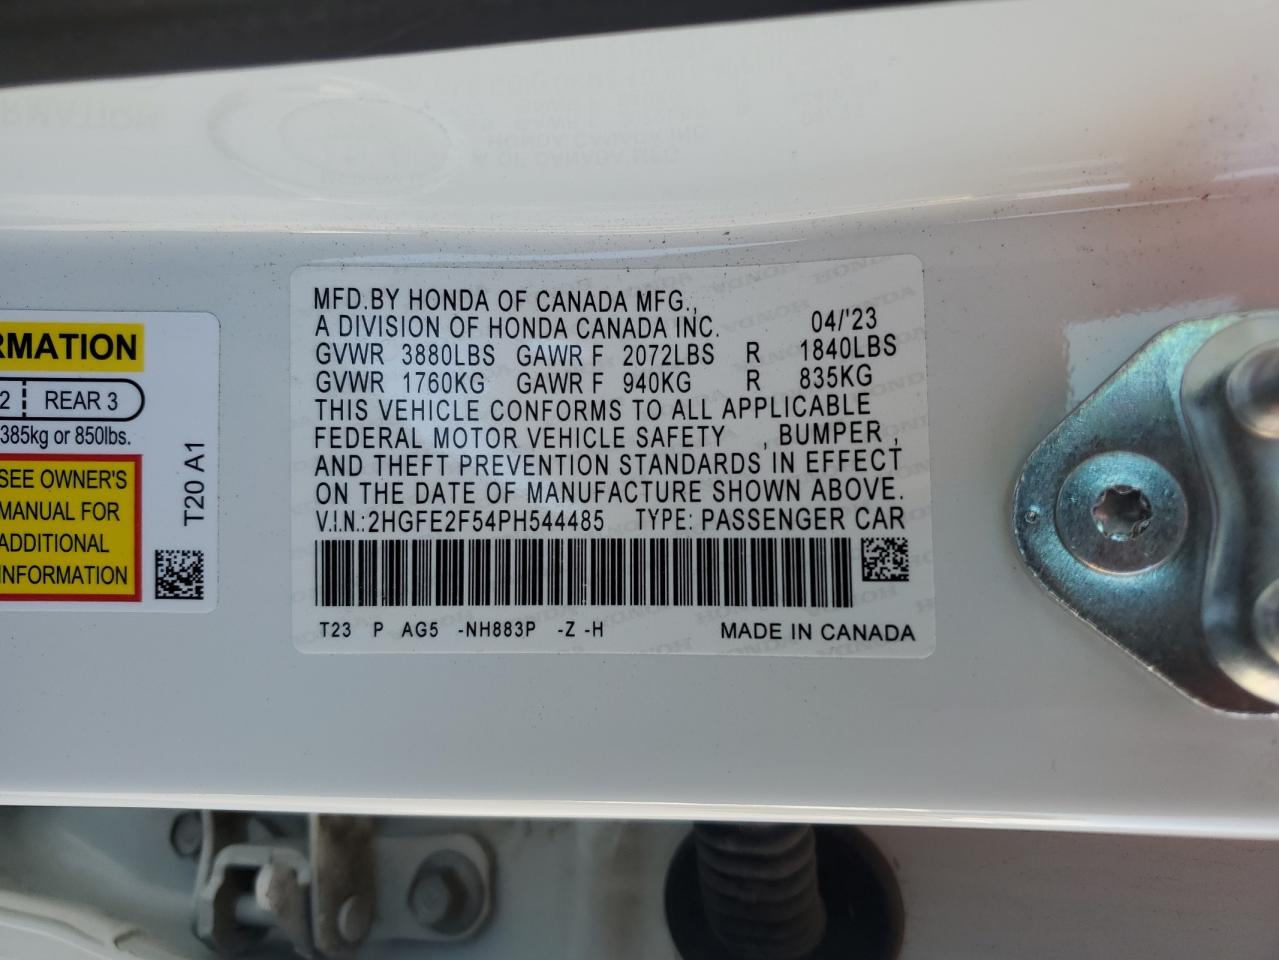 RMATION
2 REAR 3
385kg or 850lbs.
SEE OWNER'S
MANUAL FOR
ADDITIONAL
INFORMATION
T20 A1
MFD.BY HONDA OF CANADA MFG.,
A DIVISION OF HONDA CANADA INC. 04/'23
GVWR 3880LBS GAWR F 2072LBS R 1840LBS
GVWR 1760KG GAWR F 940KG R 835KG
THIS VEHICLE CONFORMS TO ALL APPLICABLE
FEDERAL MOTOR VEHICLE SAFETY , BUMPER ,
AND THEFT PREVENTION STANDARDS IN EFFECT
ON THE DATE OF MANUFACTURE SHOWN ABOVE.
V.I.N.:2HGFE2F54PH544485 TYPE: PASSENGER CAR
T23 P AG5 -NH883P -Z -H MADE IN CANADA